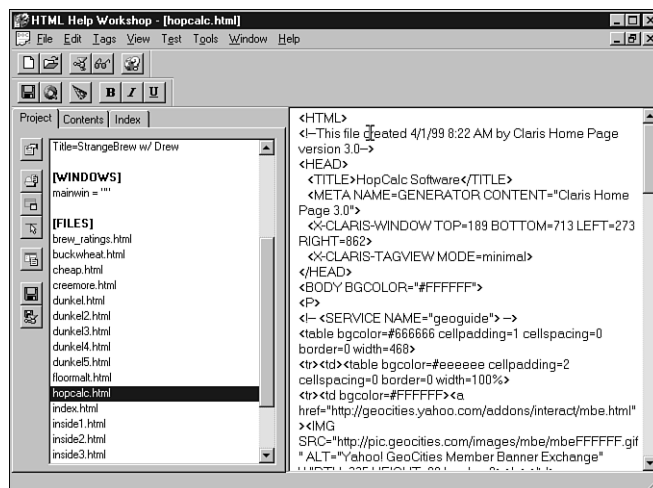 HTML Help Workshop - [hopcalc.html]
File Edit Tags View Test Tools Window Help
B I U
Project Contents Index
Title=StrangeBrew w/ Drew
[WINDOWS]
mainwin = ""
[FILES]
brew_ratings.html
buckwheat.html
cheap.html
creemore.html
dunkel.html
dunkel2.html
dunkel3.html
dunkel4.html
dunkel5.html
floormalt.html
hopcalc.html
index.html
inside1.html
inside2.html
inside3.html
<HTML>
<!--This file created 4/1/99 8:22 AM by Claris Home Page
version 3.0-->
<HEAD>
<TITLE>HopCalc Software</TITLE>
<META NAME=GENERATOR CONTENT="Claris Home
Page 3.0">
<X-CLARIS-WINDOW TOP=189 BOTTOM=713 LEFT=273
RIGHT=862>
<X-CLARIS-TAGVIEW MODE=minimal>
</HEAD>
<BODY BGCOLOR="#FFFFFF">
<P>
<!-- <SERVICE NAME="geoguide"> -->
<table bgcolor=#666666 cellpadding=1 cellspacing=0
border=0 width=468>
<tr><td><table bgcolor=#eeeeee cellpadding=2
cellspacing=0 border=0 width=100%>
<tr><td bgcolor=#FFFFFF><a
href="http://geocities.yahoo.com/addons/interact/mbe.html"
><IMG
SRC="http://pic.geocities.com/images/mbe/mbeFFFFFF.gif
" ALT="Yahoo! GeoCities Member Banner Exchange"